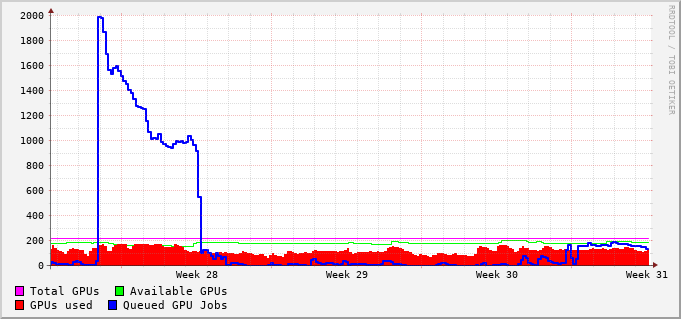 2000
1800
1600
1400
1200
1000
800
600
400
200
0
Week 28 Week 29 Week 30 Week 31
Total GPUs Available GPUs
GPUs used Queued GPU Jobs
RRDTOOL / TOBI OETIKER